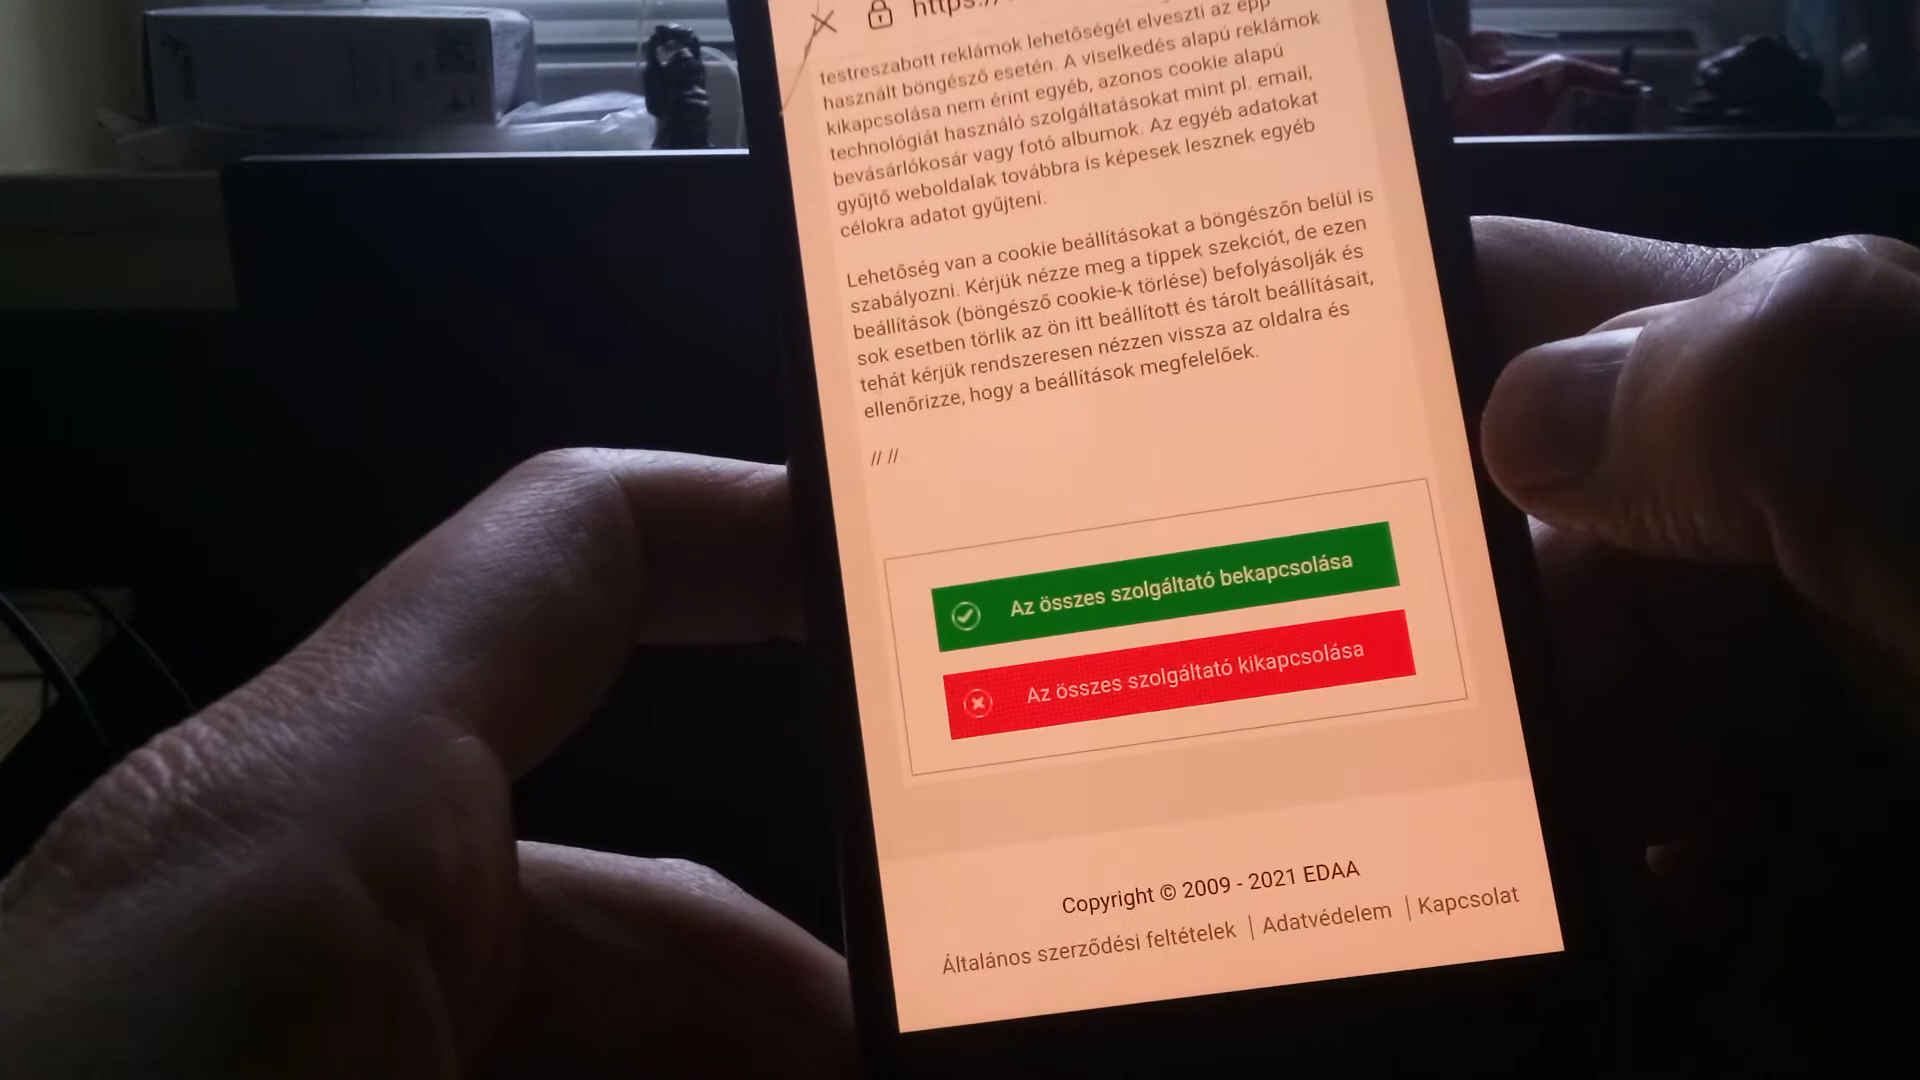 https://
testreszabott reklámok lehetőségét elveszti az épp
használt böngésző esetén. A viselkedés alapú reklámok
kikapcsolása nem érint egyéb, azonos cookie alapú
technológiát használó szolgáltatásokat mint pl. email,
bevásárlókosár vagy fotó albumok. Az egyéb adatokat
gyűjtő weboldalak továbbra is képesek lesznek egyéb
célokra adatot gyűjteni.
Lehetőség van a cookie beállításokat a böngészőn belül is
szabályozni. Kérjük nézze meg a tippek szekciót, de ezen
beállítások (böngésző cookie-k törlése) befolyásolják és
sok esetben törlik az ön itt beállított és tárolt beállításait,
tehát kérjük rendszeresen nézzen vissza az oldalra és
ellenőrizze, hogy a beállítások megfelelőek.
// //
Az összes szolgáltató bekapcsolása
Az összes szolgáltató kikapcsolása
Copyright © 2009 - 2021 EDAA
Általános szerződési feltételek | Adatvédelem | Kapcsolat